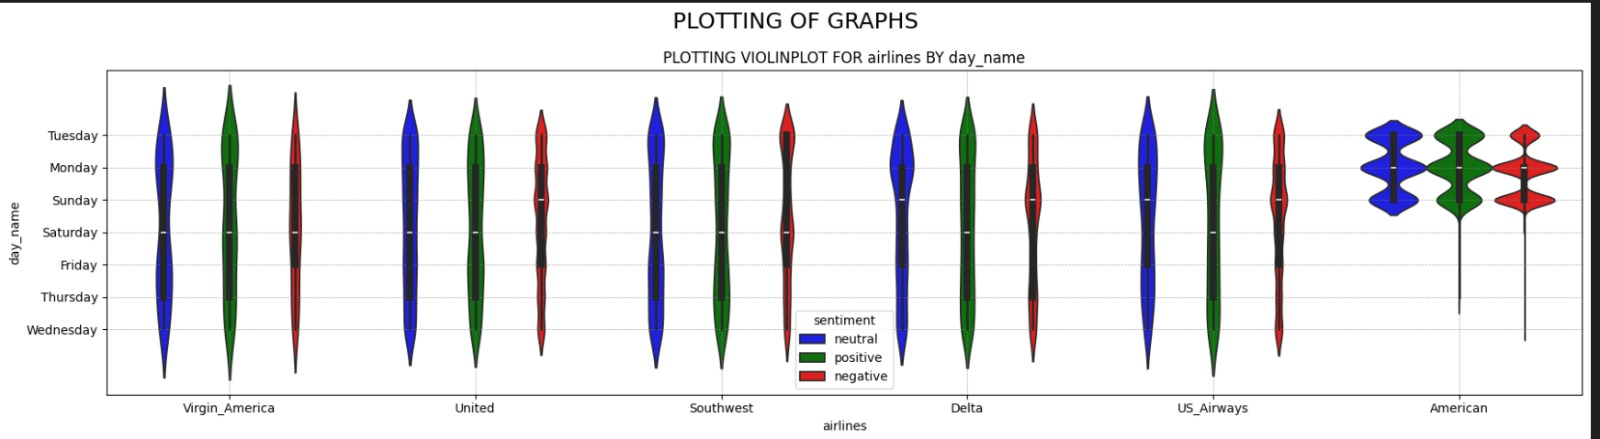 PLOTTING OF GRAPHS
PLOTTING VIOLINPLOT FOR airlines BY day_name
day_name
Tuesday
Monday
Sunday
Saturday
Friday
Thursday
Wednesday
sentiment
neutral
positive
negative
Virgin_America United Southwest Delta US_Airways American
airlines